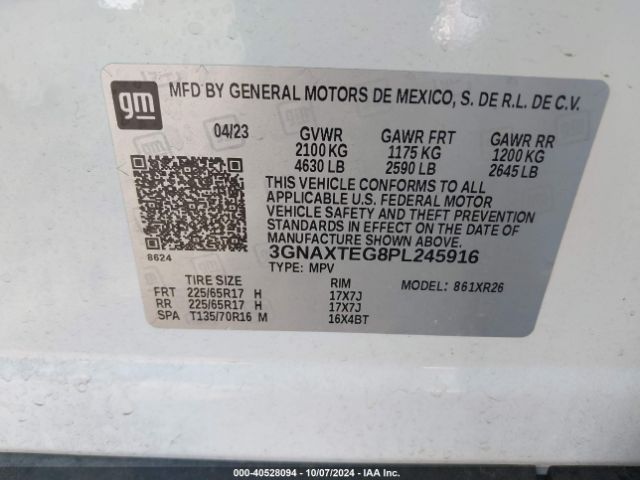 gm
MFD BY GENERAL MOTORS DE MEXICO, S. DE R.L. DE C.V.
04/23 GVWR GAWR FRT GAWR RR
2100 KG 1175 KG 1200 KG
4630 LB 2590 LB 2645 LB
THIS VEHICLE CONFORMS TO ALL
APPLICABLE U.S. FEDERAL MOTOR
VEHICLE SAFETY AND THEFT PREVENTION
STANDARDS IN EFFECT ON THE DATE OF
MANUFACTURE SHOWN ABOVE.
8624
3GNAXTEG8PL245916
TYPE: MPV
TIRE SIZE RIM MODEL: 861XR26
FRT 225/65R17 H 17X7J
RR 225/65R17 H 17X7J
SPA T135/70R16 M 16X4BT
000-40528094 | 10/07/2024 | IAA Inc.